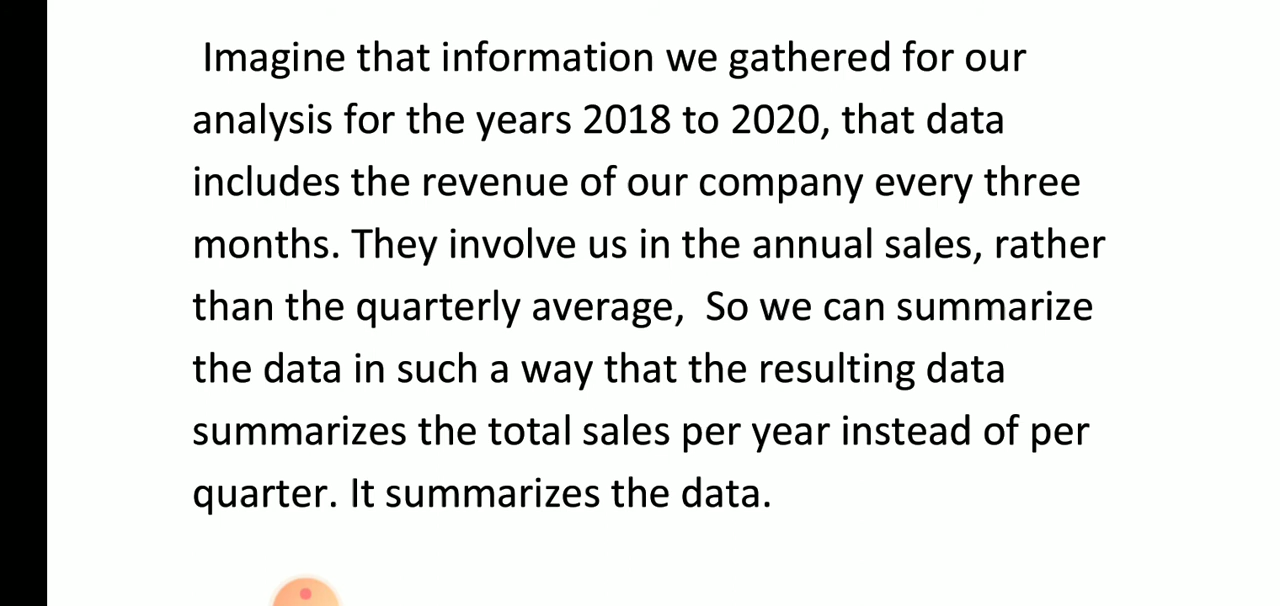 Imagine that information we gathered for our
analysis for the years 2018 to 2020, that data
includes the revenue of our company every three
months. They involve us in the annual sales, rather
than the quarterly average,  So we can summarize
the data in such a way that the resulting data
summarizes the total sales per year instead of per
quarter. It summarizes the data.